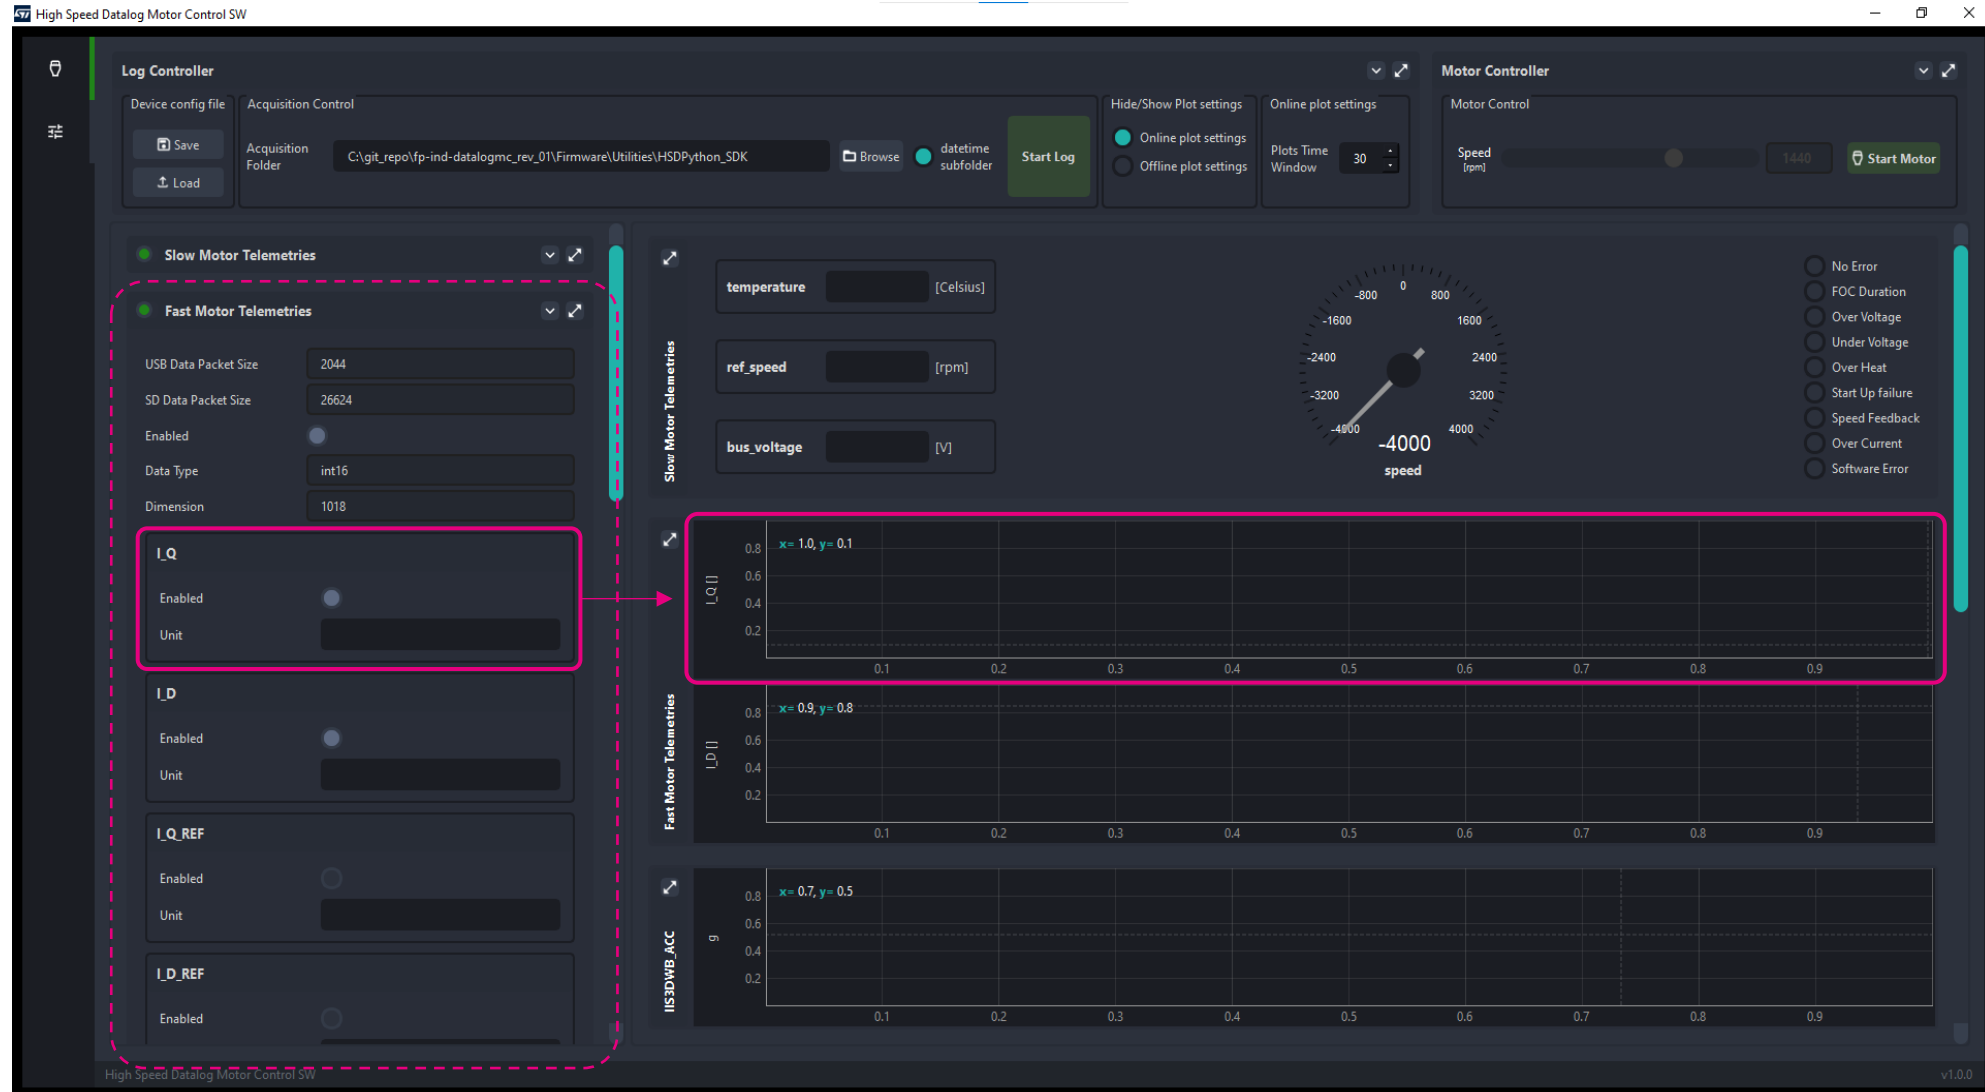 High Speed Datalog Motor Control SW
Log Controller
Device config file
Save
Load
Acquisition Control
Acquisition
Folder
C:\git_repo\fp-ind-datalogmc_rev_01\Firmware\Utilities\HSDPython_SDK
Browse
datetime
subfolder
Start Log
Hide/Show Plot settings
Online plot settings
Offline plot settings
Online plot settings
Plots Time
Window
30
Motor Controller
Motor Control
Speed
[rpm]
1440
Start Motor
Slow Motor Telemetries
Fast Motor Telemetries
USB Data Packet Size
2044
SD Data Packet Size
26624
Enabled
Data Type
int16
Dimension
1018
I_Q
Enabled
Unit
I_D
Enabled
Unit
I_Q_REF
Enabled
Unit
I_D_REF
Enabled
Slow Motor Telemetries
temperature
[Celsius]
ref_speed
[rpm]
bus_voltage
[V]
-4000
-3200
-2400
-1600
-800
0
800
1600
2400
3200
4000
-4000
speed
No Error
FOC Duration
Over Voltage
Under Voltage
Over Heat
Start Up failure
Speed Feedback
Over Current
Software Error
Fast Motor Telemetries
I_Q []
x= 1.0, y= 0.1
0.8
0.6
0.4
0.2
0.1 0.2 0.3 0.4 0.5 0.6 0.7 0.8 0.9
I_D []
x= 0.9, y= 0.8
0.8
0.6
0.4
0.2
0.1 0.2 0.3 0.4 0.5 0.6 0.7 0.8 0.9
IIS3DWB_ACC
g
x= 0.7, y= 0.5
0.8
0.6
0.4
0.2
0.1 0.2 0.3 0.4 0.5 0.6 0.7 0.8 0.9
High Speed Datalog Motor Control SW
v1.0.0